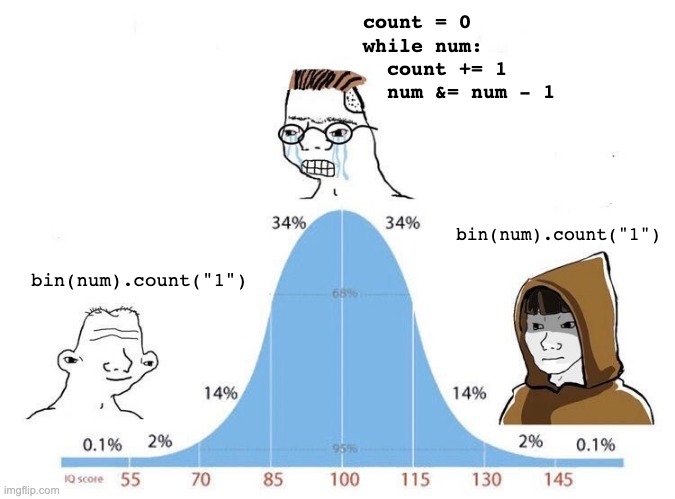 count = 0
while num:
  count += 1
  num &= num - 1
34%
34%
bin(num).count("1")
bin(num).count("1")
68%
14%
14%
0.1%
2%
95%
2%
0.1%
IQ score
55
70
85
100
115
130
145
imgflip.com